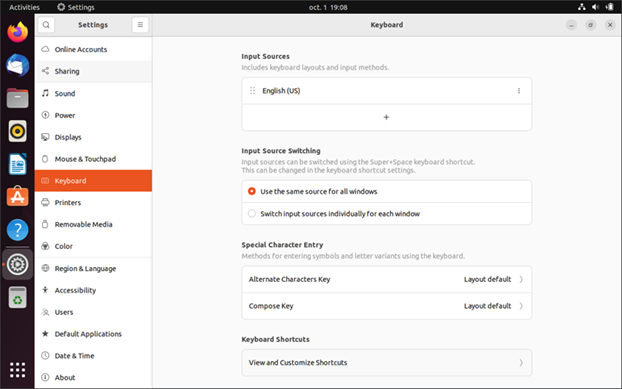 Activities
Settings
oct. 1 19:08
Settings
Keyboard
Online Accounts
Sharing
Sound
Power
Displays
Mouse & Touchpad
Keyboard
Printers
Removable Media
Color
Region & Language
Accessibility
Users
Default Applications
Date & Time
About
Input Sources
Includes keyboard layouts and input methods.
English (US)
+
Input Source Switching
Input sources can be switched using the Super+Space keyboard shortcut.
This can be changed in the keyboard shortcut settings.
Use the same source for all windows
Switch input sources individually for each window
Special Character Entry
Methods for entering symbols and letter variants using the keyboard.
Alternate Characters Key Layout default
Compose Key Layout default
Keyboard Shortcuts
View and Customize Shortcuts